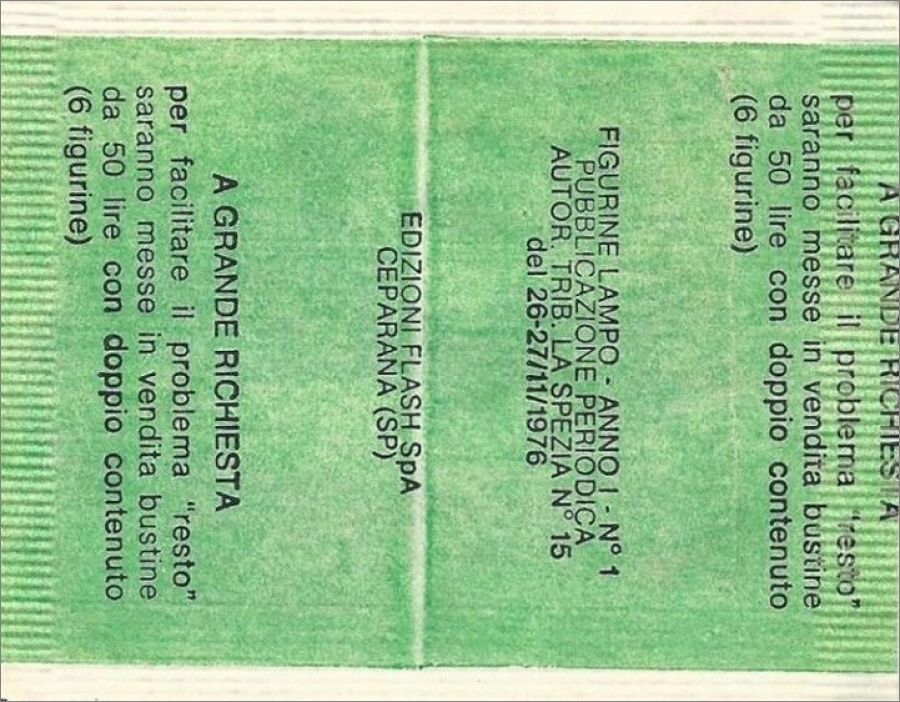 A GRANDE RICHIESTA
per facilitare il problema "resto"
saranno messe in vendita bustine
da 50 lire con doppio contenuto
(6 figurine)
FIGURINE LAMPO - ANNO I - N° 1
PUBBLICAZIONE PERIODICA
AUTOR. TRIB. LA SPEZIA N° 15
del 26-27/11/1976
EDIZIONI FLASH SpA
CEPARANA (SP)
A GRANDE RICHIESTA
per facilitare il problema "resto"
saranno messe in vendita bustine
da 50 lire con doppio contenuto
(6 figurine)